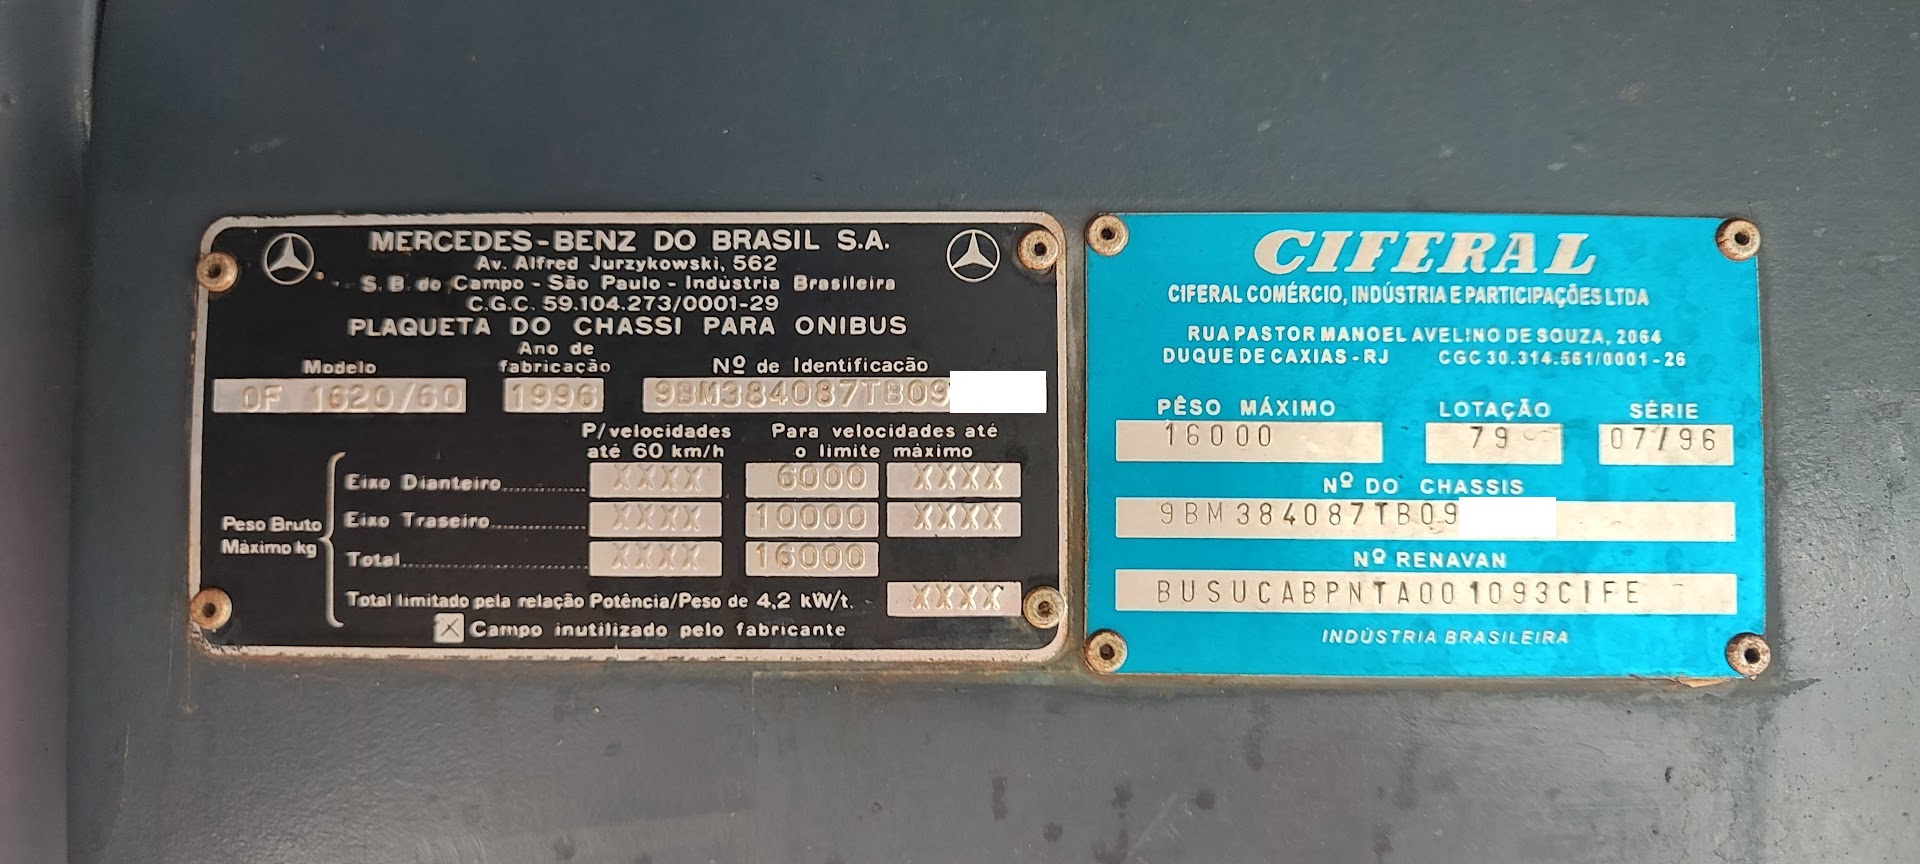 MERCEDES-BENZ DO BRASIL S.A.
Av. Alfred Jurzykowski, 562
S. B. do Campo - São Paulo - Indústria Brasileira
C.G.C. 59.104.273/0001-29
PLAQUETA DO CHASSI PARA ONIBUS
Modelo
Ano de fabricação
Nº de Identificação
OF 1620/60
1996
9BM384087TB09
P/velocidades até 60 km/h
Para velocidades até o limite máximo
Peso Bruto Máximo kg
Eixo Dianteiro XXXX 6000 XXXX
Eixo Traseiro XXXX 10000 XXXX
Total XXXX 16000
Total limitado pela relação Potência/Peso de 4,2 kW/t. XXXX
X Campo inutilizado pelo fabricante
CIFERAL
CIFERAL COMÉRCIO, INDÚSTRIA E PARTICIPAÇÕES LTDA
RUA PASTOR MANOEL AVELINO DE SOUZA, 2064
DUQUE DE CAXIAS - RJ CGC 30.314.561/0001-26
PÊSO MÁXIMO LOTAÇÃO SÉRIE
16000 79 07/96
Nº DO CHASSIS
9BM384087TB09
Nº RENAVAN
BUSUCABPNTA001093CIFE
INDÚSTRIA BRASILEIRA